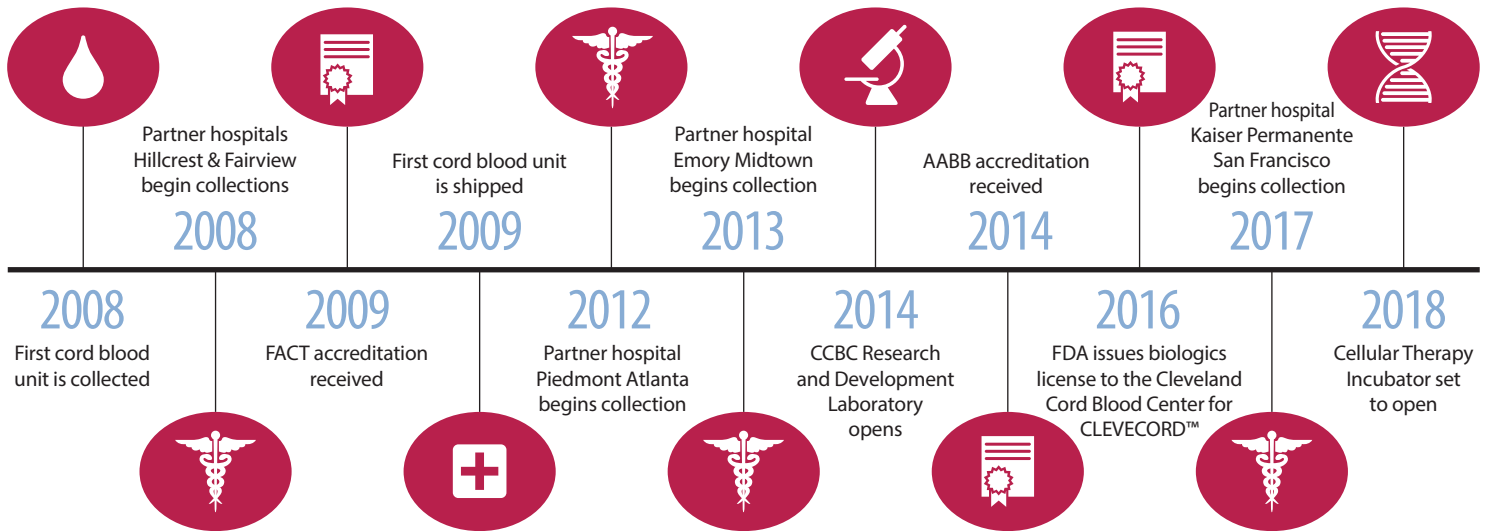 Partner hospitals
Hillcrest & Fairview
begin collections
2008
First cord blood unit
is shipped
2009
Partner hospital
Emory Midtown
begins collection
2013
AABB accreditation
received
2014
Partner hospital
Kaiser Permanente
San Francisco
begins collection
2017
2008
First cord blood
unit is collected
2009
FACT accreditation
received
2012
Partner hospital
Piedmont Atlanta
begins collection
2014
CCBC Research
and Development
Laboratory
opens
2016
FDA issues biologics
license to the Cleveland
Cord Blood Center for
CLEVECORD™
2018
Cellular Therapy
Incubator set
to open